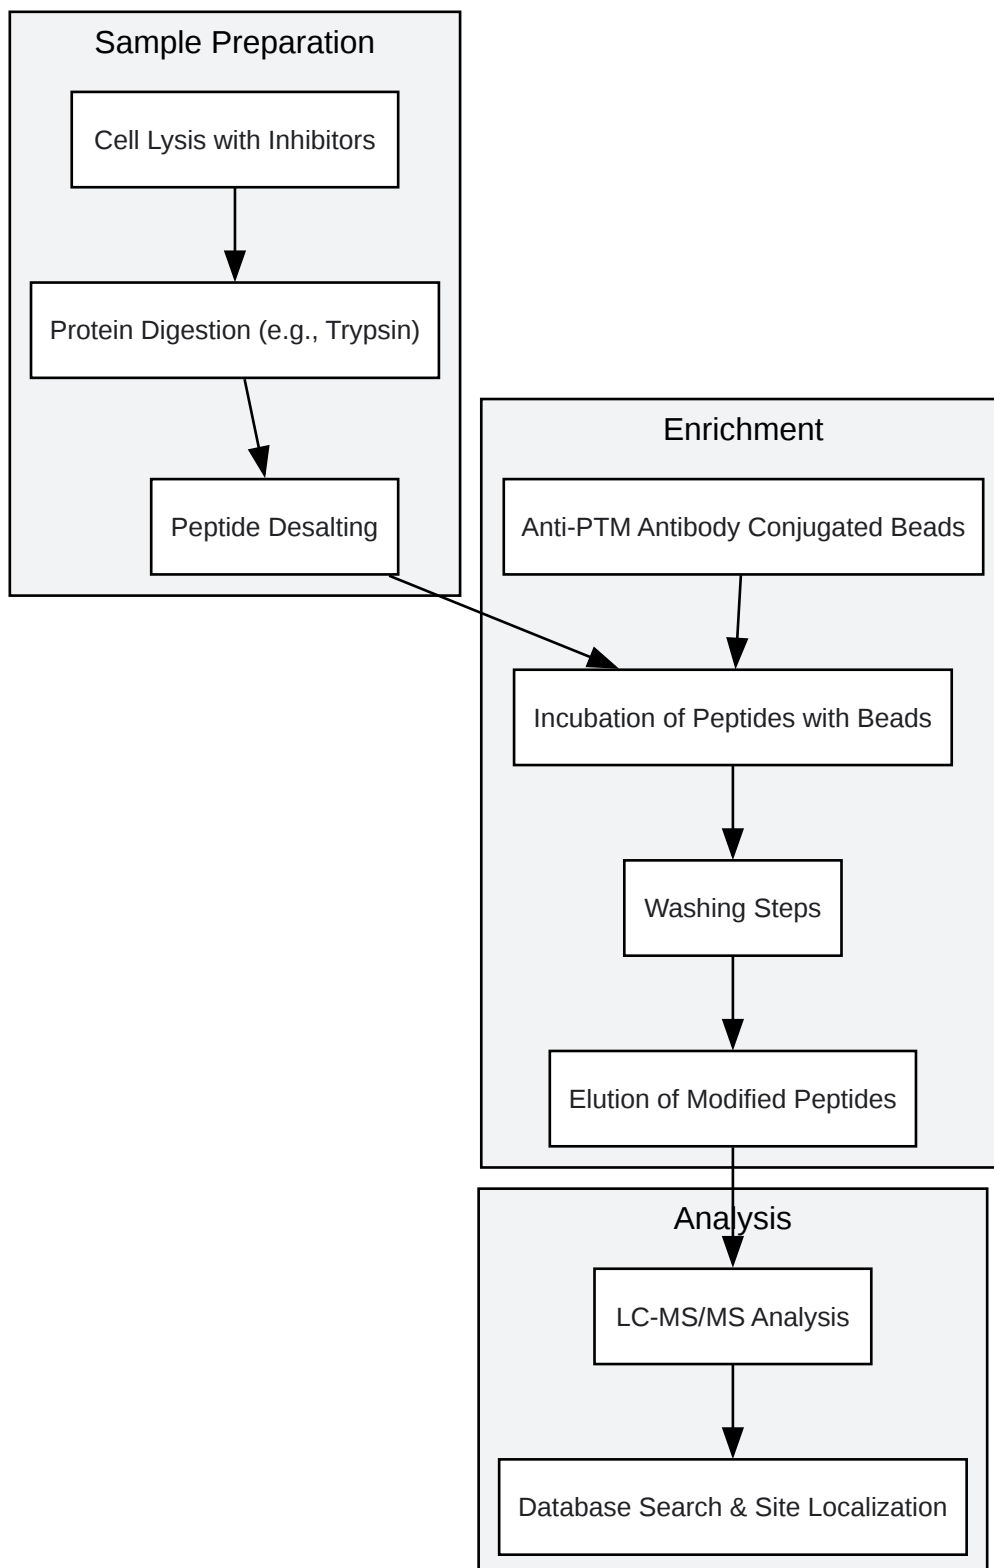 Sample Preparation
Cell Lysis with Inhibitors
Protein Digestion (e.g., Trypsin)
Peptide Desalting
Enrichment
Anti-PTM Antibody Conjugated Beads
Incubation of Peptides with Beads
Washing Steps
Elution of Modified Peptides
Analysis
LC-MS/MS Analysis
Database Search & Site Localization